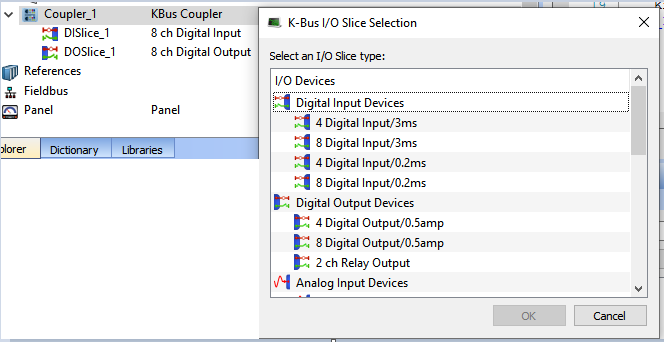 Coupler_1 KBus Coupler
DISlice_1 8 ch Digital Input
DOSlice_1 8 ch Digital Output
References
Fieldbus
Panel Panel
plorer Dictionary Libraries
K-Bus I/O Slice Selection
Select an I/O Slice type:
I/O Devices
Digital Input Devices
4 Digital Input/3ms
8 Digital Input/3ms
4 Digital Input/0.2ms
8 Digital Input/0.2ms
Digital Output Devices
4 Digital Output/0.5amp
8 Digital Output/0.5amp
2 ch Relay Output
Analog Input Devices
OK Cancel